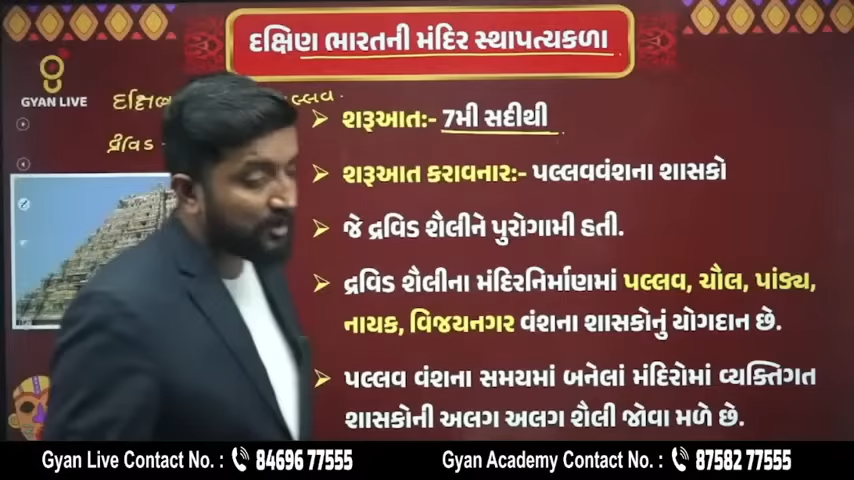 દક્ષિણ ભારતની મંદિર સ્થાપત્યકળા
GYAN LIVE
દ્રવિડ
શરૂઆત:- 7મી સદીથી
શરૂઆત કરાવનાર:- પલ્લવવંશના શાસકો
જે દ્રવિડ શૈલીને પુરોગામી હતી.
દ્રવિડ શૈલીના મંદિરનિર્માણમાં પલ્લવ, ચૌલ, પાંડ્ય,
નાયક, વિજયનગર વંશના શાસકોનું યોગદાન છે.
પલ્લવ વંશના સમયમાં બનેલાં મંદિરોમાં વ્યક્તિગત
શાસકોની અલગ અલગ શૈલી જોવા મળે છે.
Gyan Live Contact No. : 84696 77555
Gyan Academy Contact No. : 87582 77555